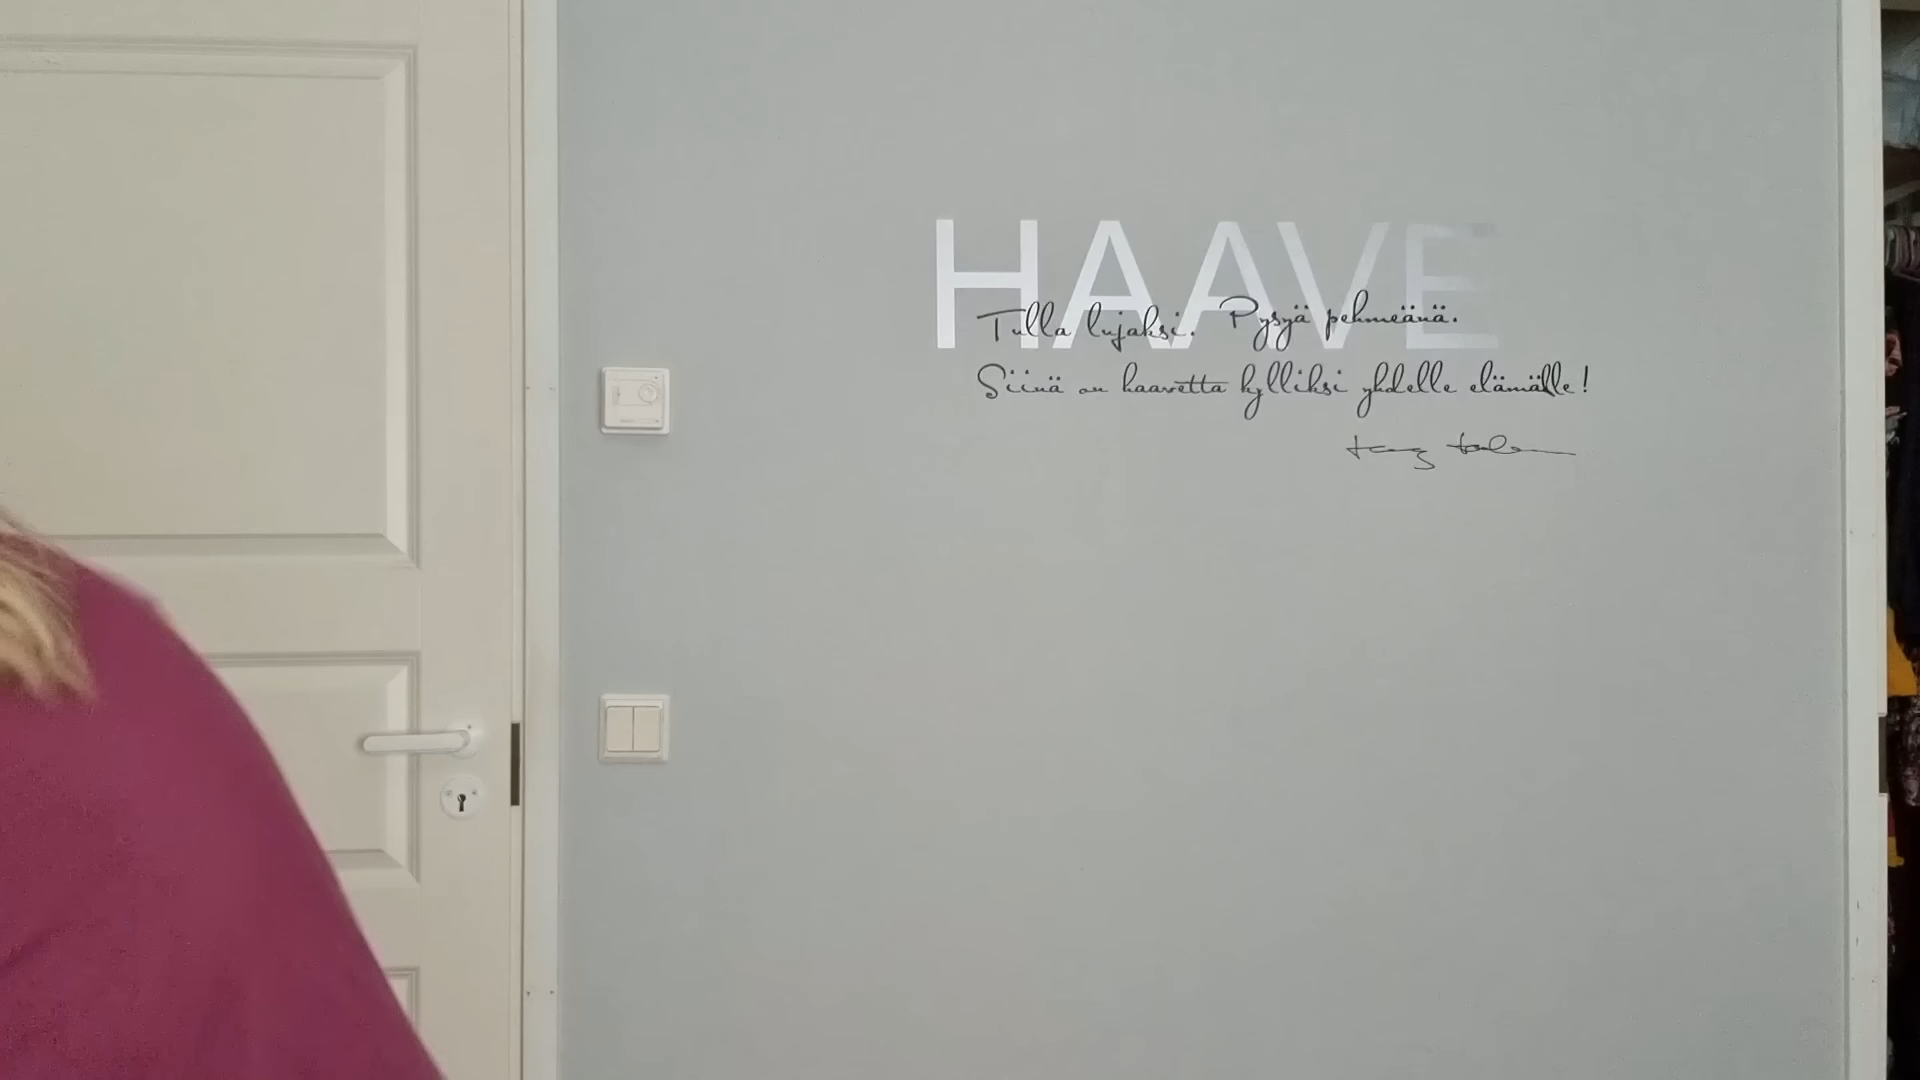 HAAVE
Tulla lujaksi. Pysyä pehmeänä.
Siinä on haavetta kylliksi yhdelle elämälle!